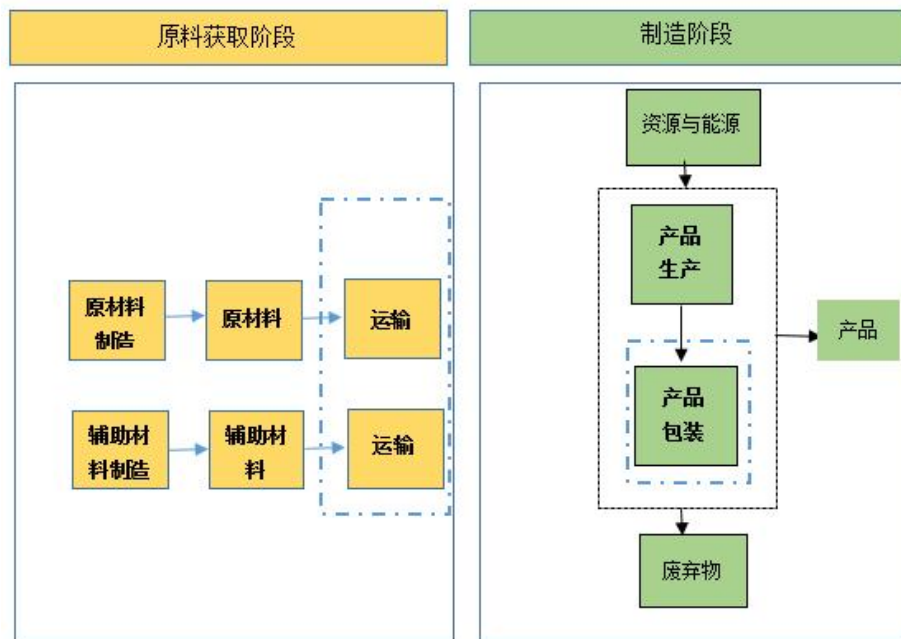 原料获取阶段
制造阶段
资源与能源
产品
生产
原材料
制造
原材料
运输
产品
产品
包装
辅助材
料制造
辅助材
料
运输
废弃物